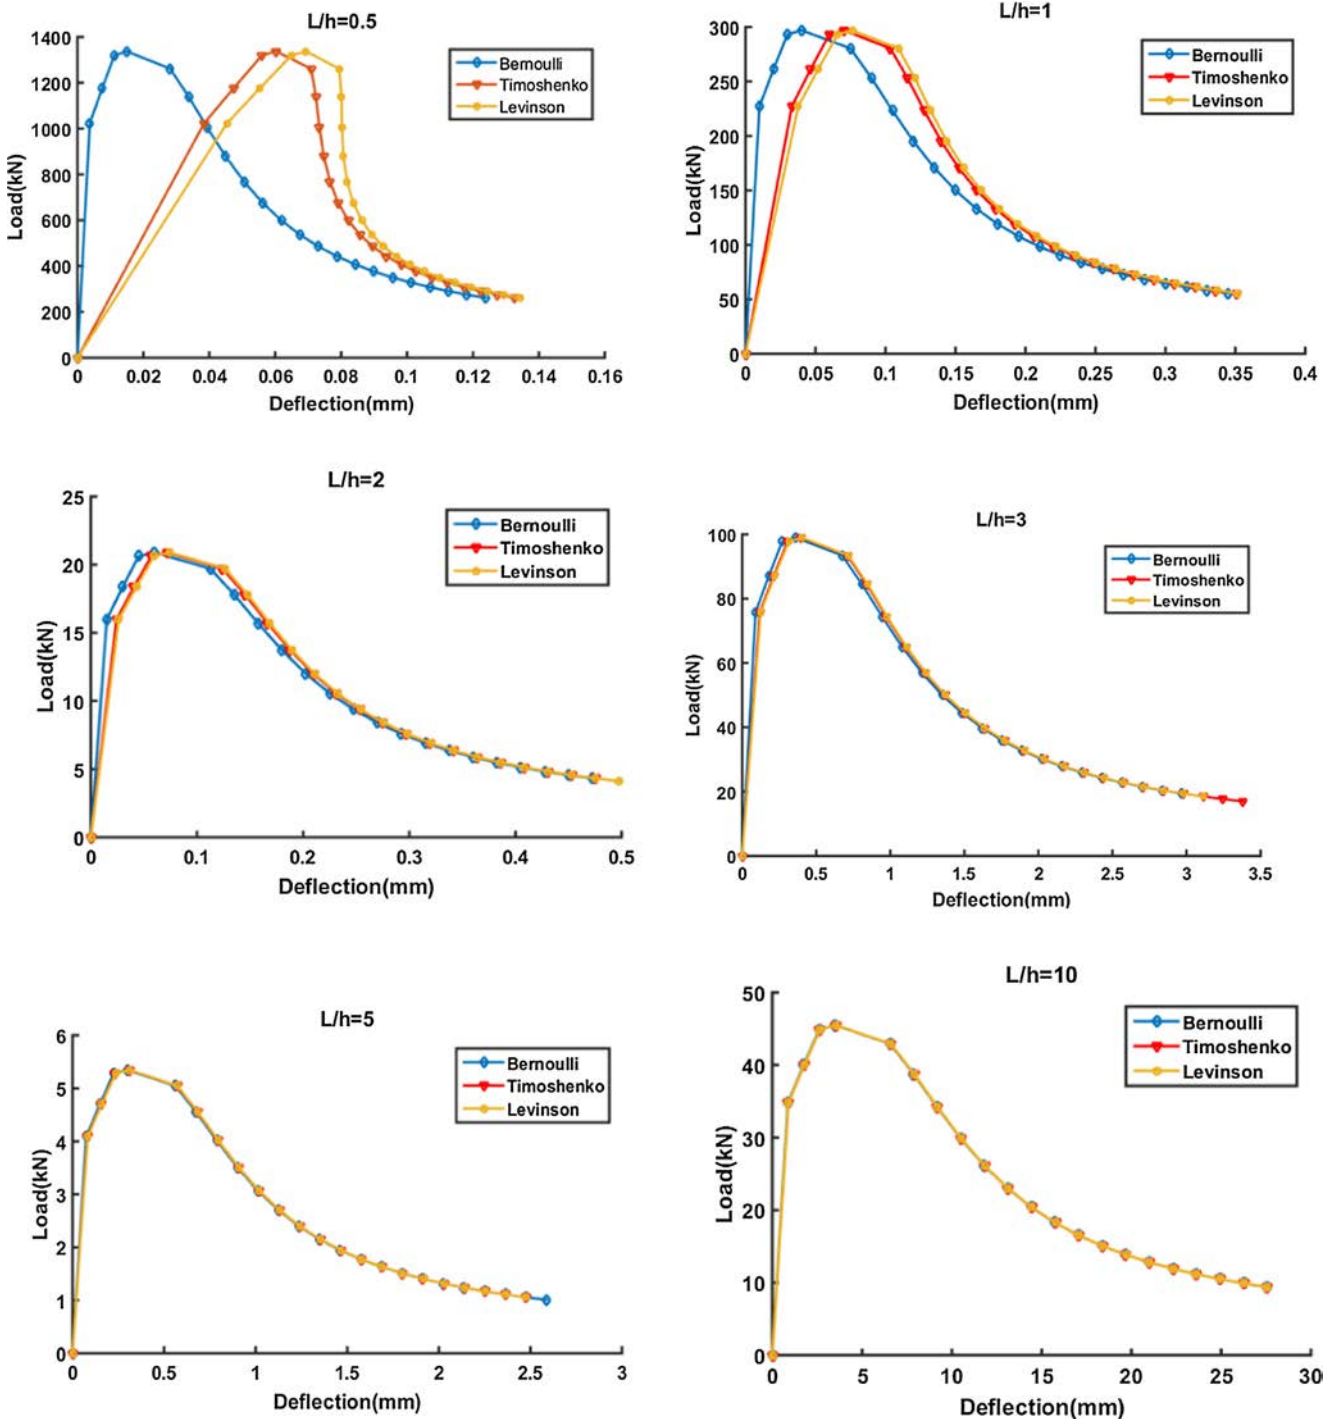 L/h=0.5
1400
1200
1000
800
600
400
200
0
Load(kN)
0 0.02 0.04 0.06 0.08 0.1 0.12 0.14 0.16
Deflection(mm)
Bernoulli
Timoshenko
Levinson
L/h=1
300
250
200
150
100
50
0
Load(kN)
0 0.05 0.1 0.15 0.2 0.25 0.3 0.35 0.4
Deflection(mm)
Bernoulli
Timoshenko
Levinson
L/h=2
25
20
15
10
5
0
Load(kN)
0 0.1 0.2 0.3 0.4 0.5
Deflection(mm)
Bernoulli
Timoshenko
Levinson
L/h=3
100
80
60
40
20
0
Load(kN)
0 0.5 1 1.5 2 2.5 3 3.5
Deflection(mm)
Bernoulli
Timoshenko
Levinson
L/h=5
6
5
4
3
2
1
0
Load(kN)
0 0.5 1 1.5 2 2.5 3
Deflection(mm)
Bernoulli
Timoshenko
Levinson
L/h=10
50
40
30
20
10
0
Load(kN)
0 5 10 15 20 25 30
Deflection(mm)
Bernoulli
Timoshenko
Levinson